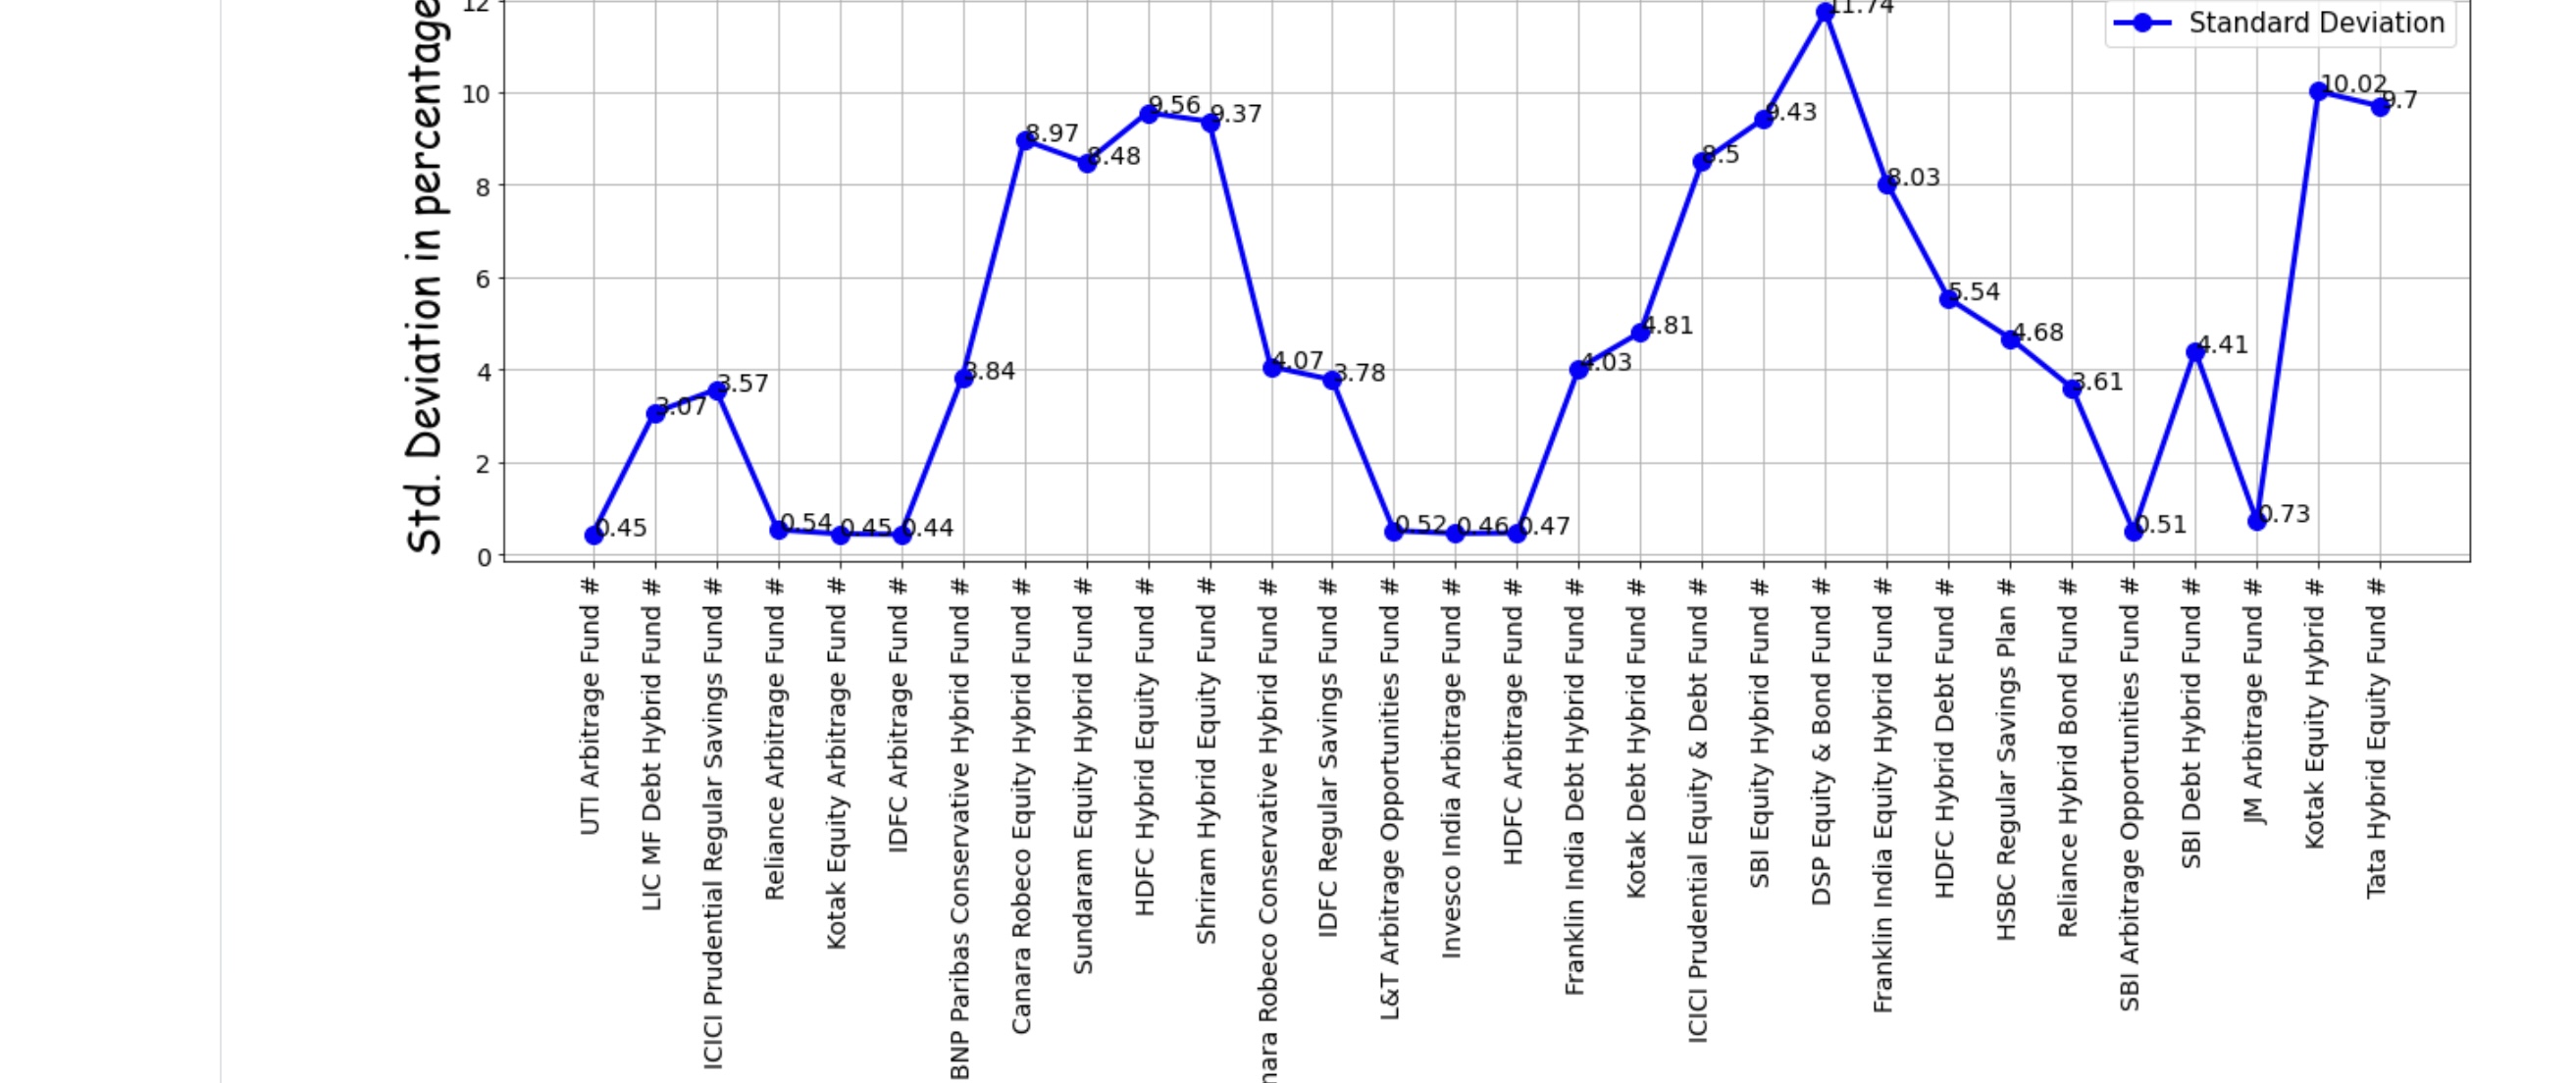 12
11.74
Standard Deviation
Std. Deviation in percentage
10
10.02
9.7
9.56
9.37
9.43
8.97
8.48
8.5
8
8.03
6
5.54
4.81
4.68
4.41
4
4.07
4.03
3.84
3.78
3.61
3.57
3.07
2
0.45
0.54
0.45
0.44
0.52
0.46
0.47
0.51
0.73
0
UTI Arbitrage Fund #
LIC MF Debt Hybrid Fund #
ICICI Prudential Regular Savings Fund #
Reliance Arbitrage Fund #
Kotak Equity Arbitrage Fund #
IDFC Arbitrage Fund #
BNP Paribas Conservative Hybrid Fund #
Canara Robeco Equity Hybrid Fund #
Sundaram Equity Hybrid Fund #
HDFC Hybrid Equity Fund #
Shriram Hybrid Equity Fund #
nara Robeco Conservative Hybrid Fund #
IDFC Regular Savings Fund #
L&T Arbitrage Opportunities Fund #
Invesco India Arbitrage Fund #
HDFC Arbitrage Fund #
Franklin India Debt Hybrid Fund #
Kotak Debt Hybrid Fund #
ICICI Prudential Equity & Debt Fund #
SBI Equity Hybrid Fund #
DSP Equity & Bond Fund #
Franklin India Equity Hybrid Fund #
HDFC Hybrid Debt Fund #
HSBC Regular Savings Plan #
Reliance Hybrid Bond Fund #
SBI Arbitrage Opportunities Fund #
SBI Debt Hybrid Fund #
JM Arbitrage Fund #
Kotak Equity Hybrid #
Tata Hybrid Equity Fund #